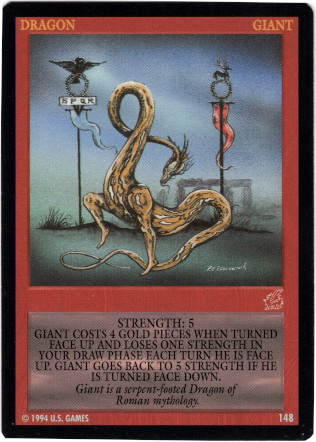 DRAGON GIANT
SPQR
STRENGTH: 5
GIANT COSTS 4 GOLD PIECES WHEN TURNED
FACE UP AND LOSES ONE STRENGTH IN
YOUR DRAW PHASE EACH TURN HE IS FACE
UP. GIANT GOES BACK TO 5 STRENGTH IF HE
IS TURNED FACE DOWN.
Giant is a serpent-footed Dragon of
Roman mythology.
© 1994 U.S. GAMES 148